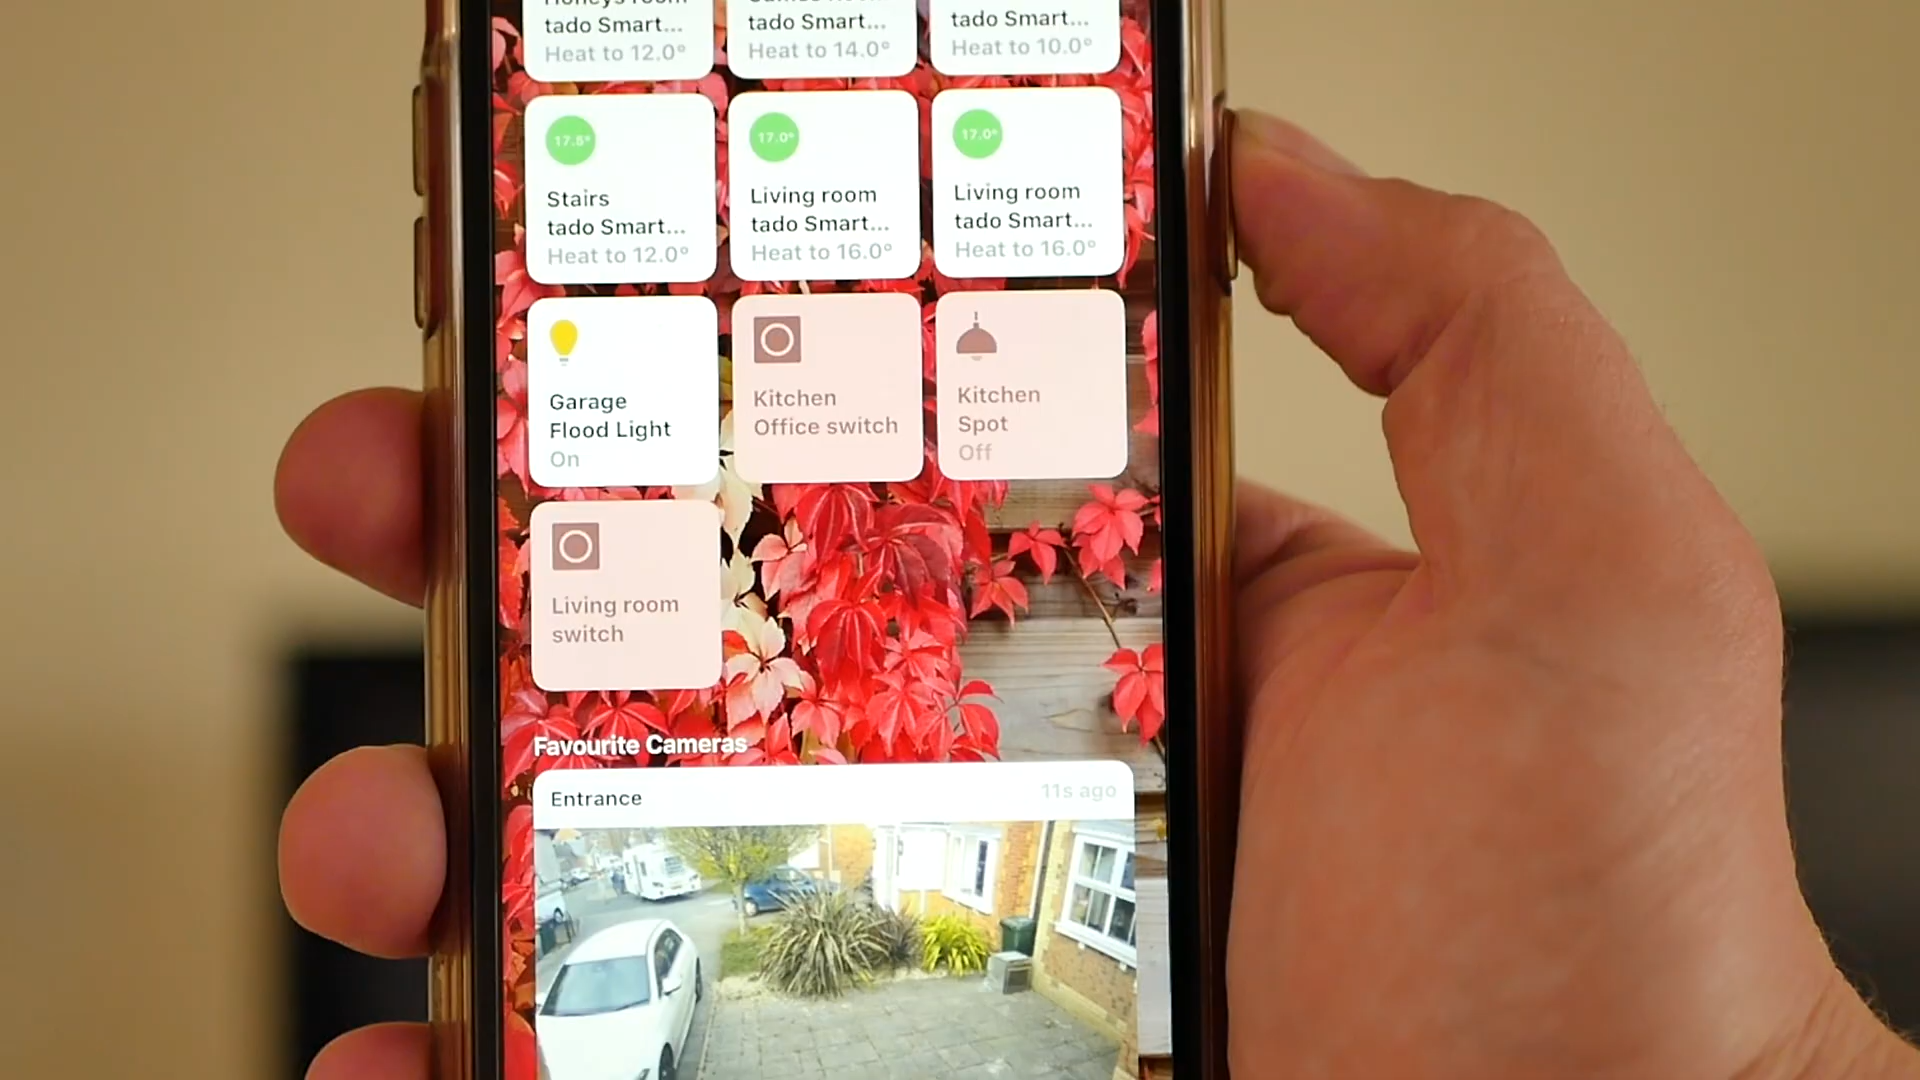 room
tado Smart...
Heat to 12.0°
tado Smart...
Heat to 14.0°
tado Smart...
Heat to 10.0°
17.5°
Stairs
tado Smart...
Heat to 12.0°
17.0°
Living room
tado Smart...
Heat to 16.0°
17.0°
Living room
tado Smart...
Heat to 16.0°
Garage
Flood Light
On
Kitchen
Office switch
Kitchen
Spot
Off
Living room
switch
Favourite Cameras
Entrance
11s ago